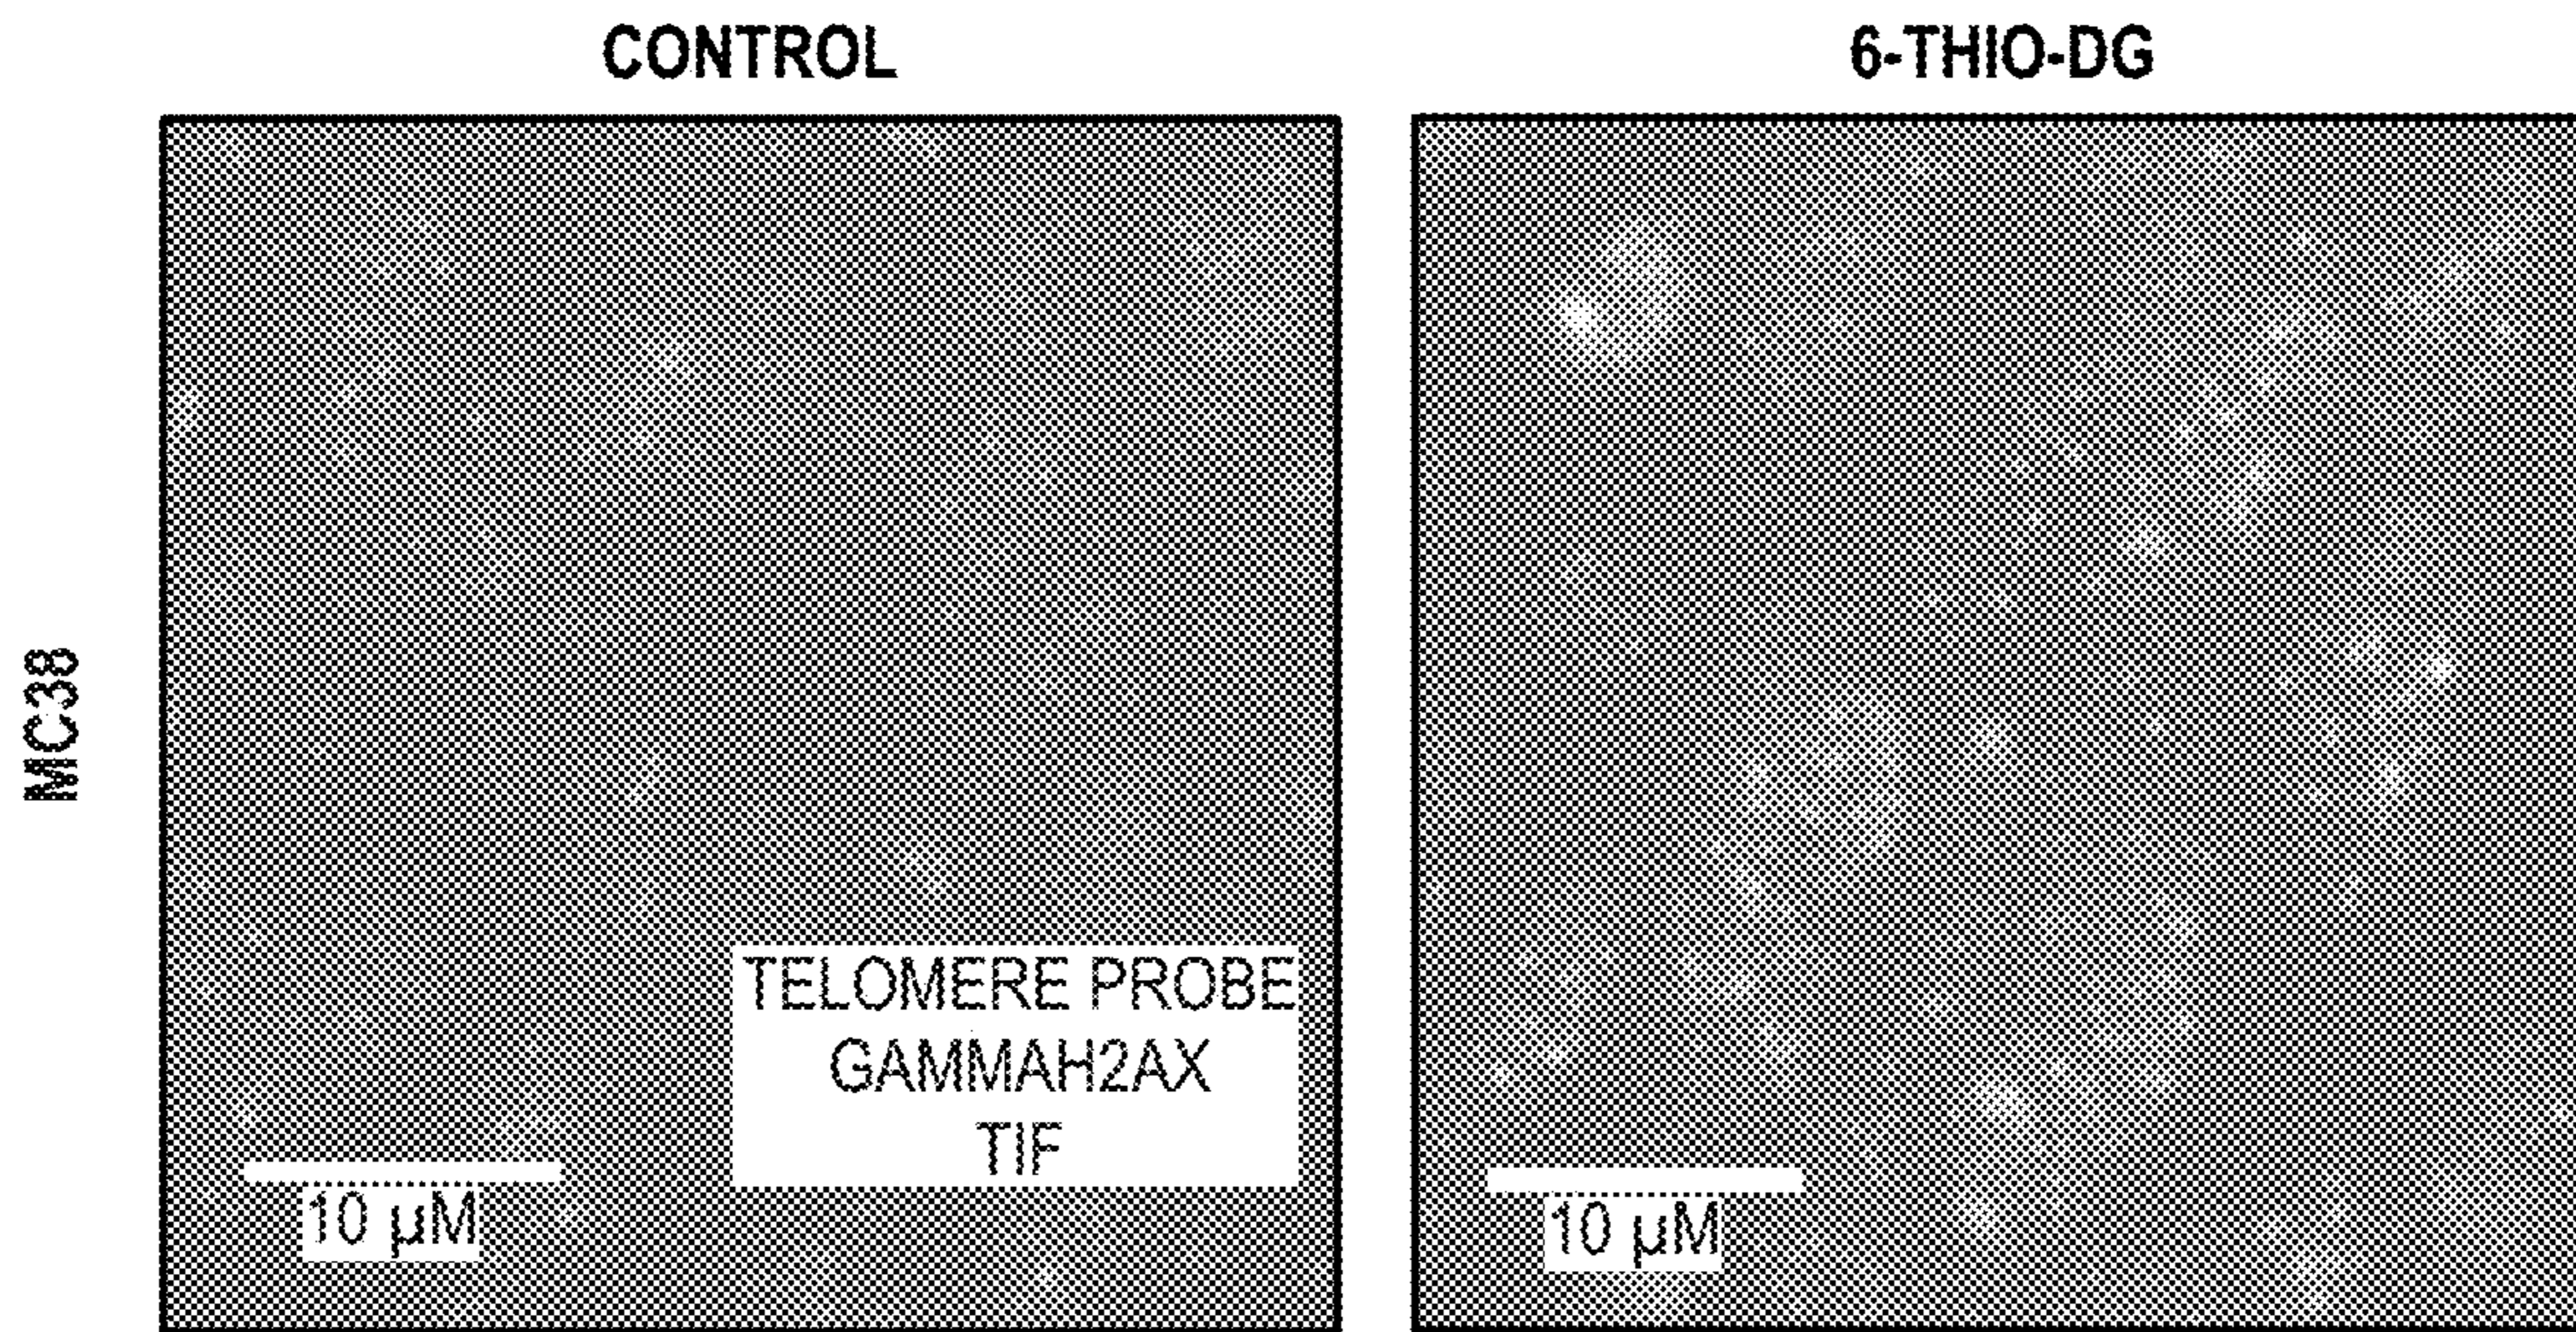 CONTROL
6-THIO-DG
MC38
TELOMERE PROBE
GAMMAH2AX
TIF
10 µM
10 µM